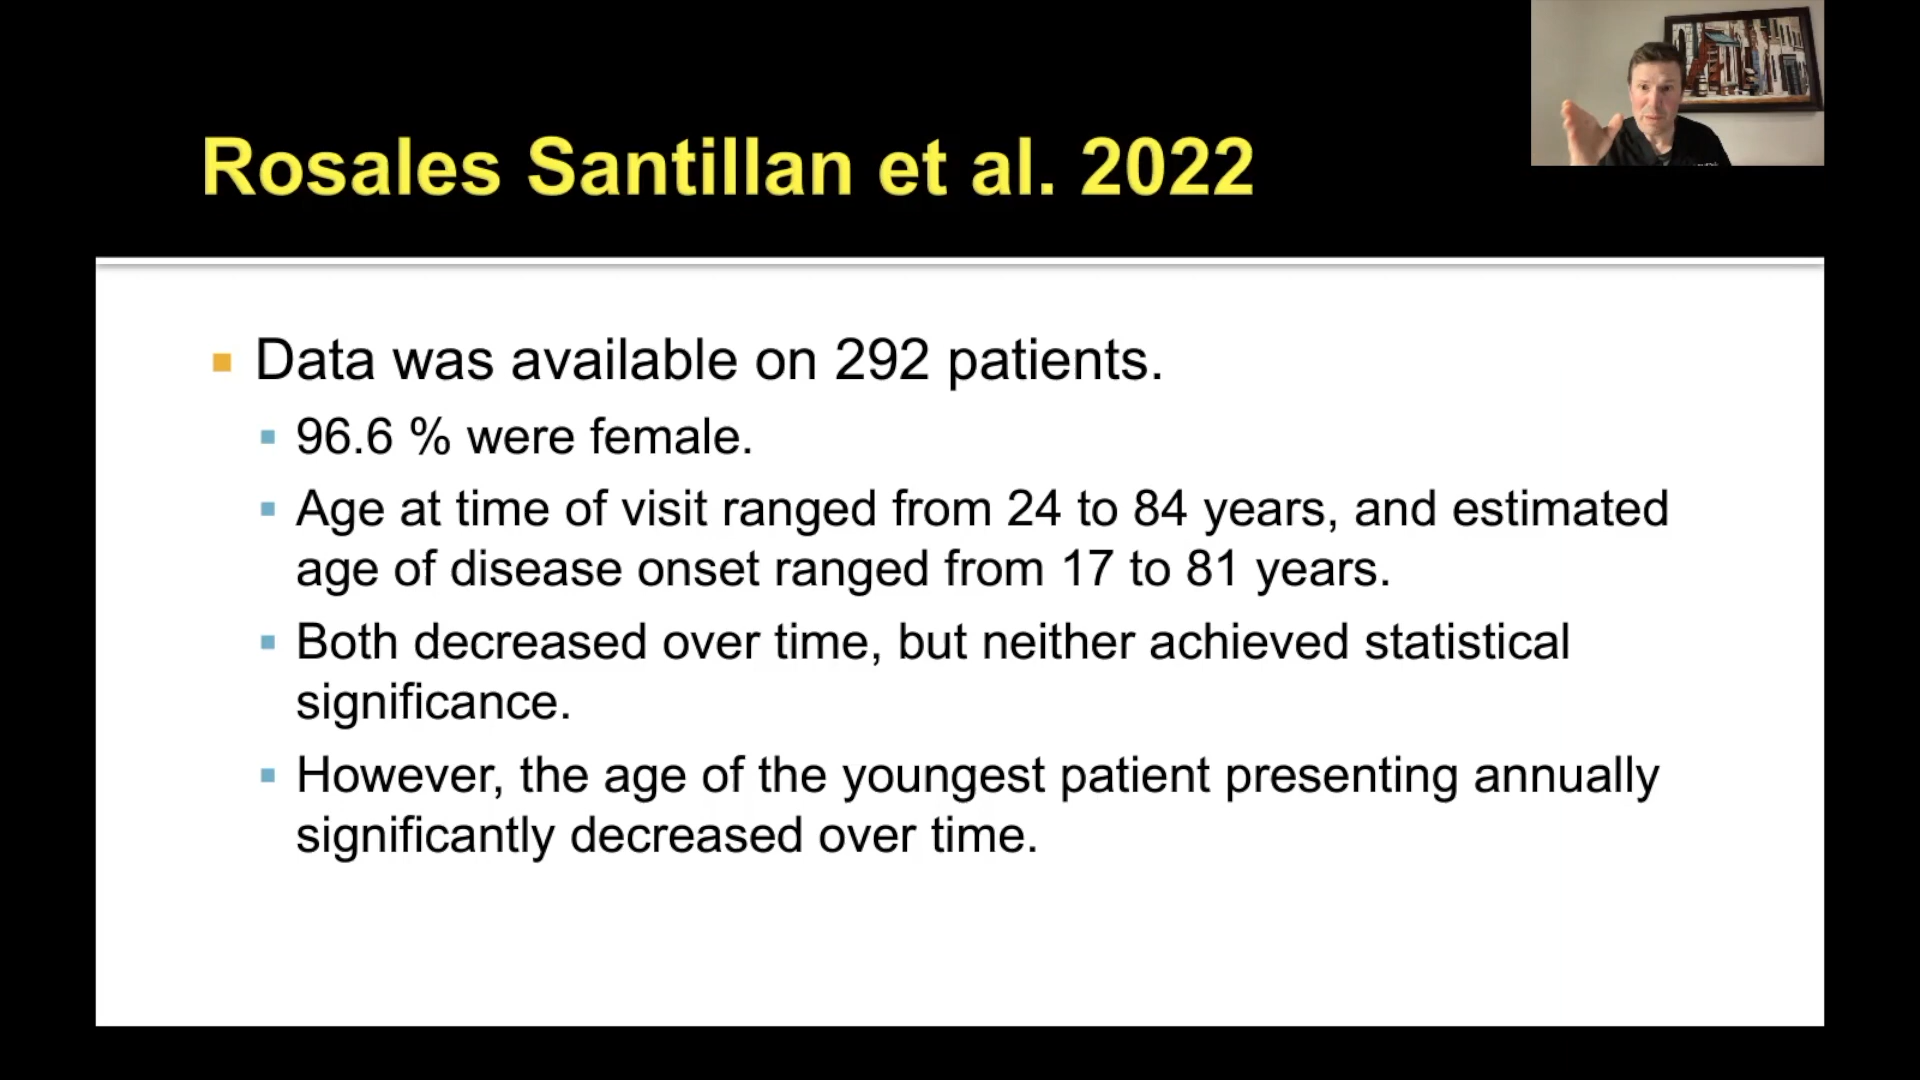 Rosales Santillan et al. 2022
Data was available on 292 patients.
96.6 % were female.
Age at time of visit ranged from 24 to 84 years, and estimated
age of disease onset ranged from 17 to 81 years.
Both decreased over time, but neither achieved statistical
significance.
However, the age of the youngest patient presenting annually
significantly decreased over time.